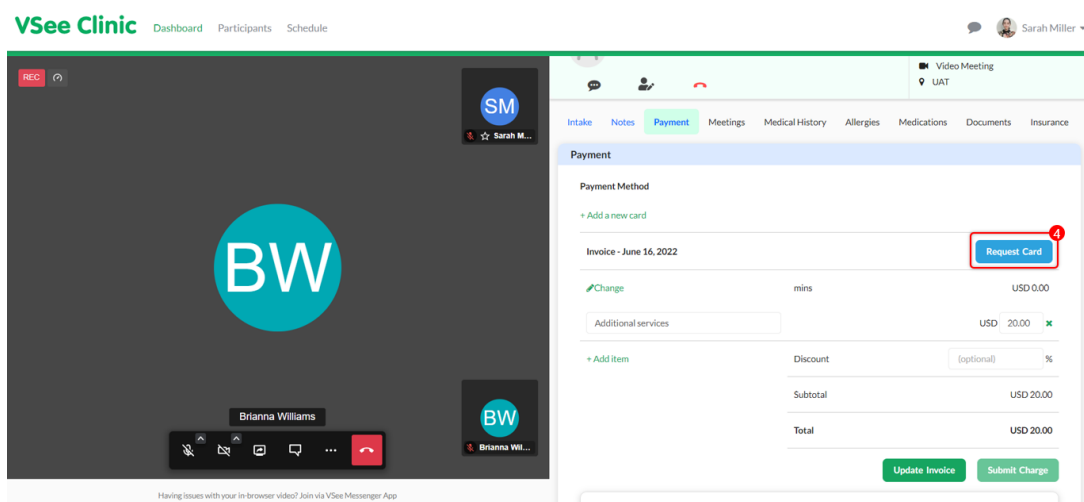 VSee Clinic Dashboard Participants Schedule Sarah Miller
REC
SM
Sarah M...
BW
Brianna Williams
BW
Brianna Wil...
Having issues with your in-browser video? Join via VSee Messenger App
Video Meeting
UAT
Intake Notes Payment Meetings Medical History Allergies Medications Documents Insurance
Payment
Payment Method
+ Add a new card
4
Invoice - June 16, 2022 Request Card
Change mins USD 0.00
Additional services USD 20.00
+ Add item Discount (optional) %
Subtotal USD 20.00
Total USD 20.00
Update Invoice Submit Charge